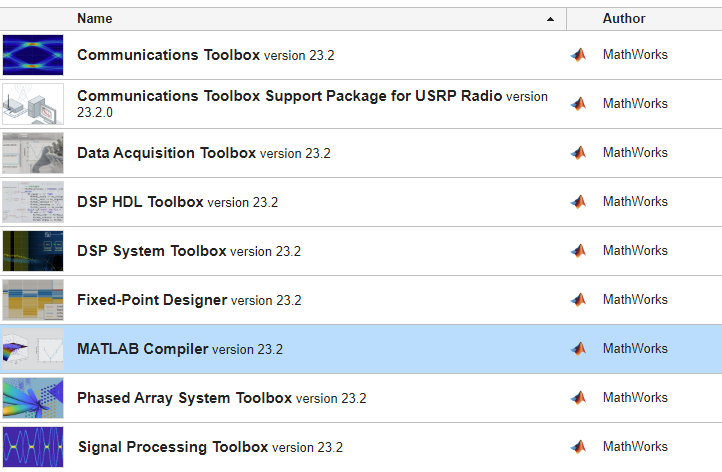 Name Author
Communications Toolbox version 23.2 MathWorks
Communications Toolbox Support Package for USRP Radio version
23.2.0 MathWorks
Data Acquisition Toolbox version 23.2 MathWorks
DSP HDL Toolbox version 23.2 MathWorks
DSP System Toolbox version 23.2 MathWorks
Fixed-Point Designer version 23.2 MathWorks
MATLAB Compiler version 23.2 MathWorks
Phased Array System Toolbox version 23.2 MathWorks
Signal Processing Toolbox version 23.2 MathWorks